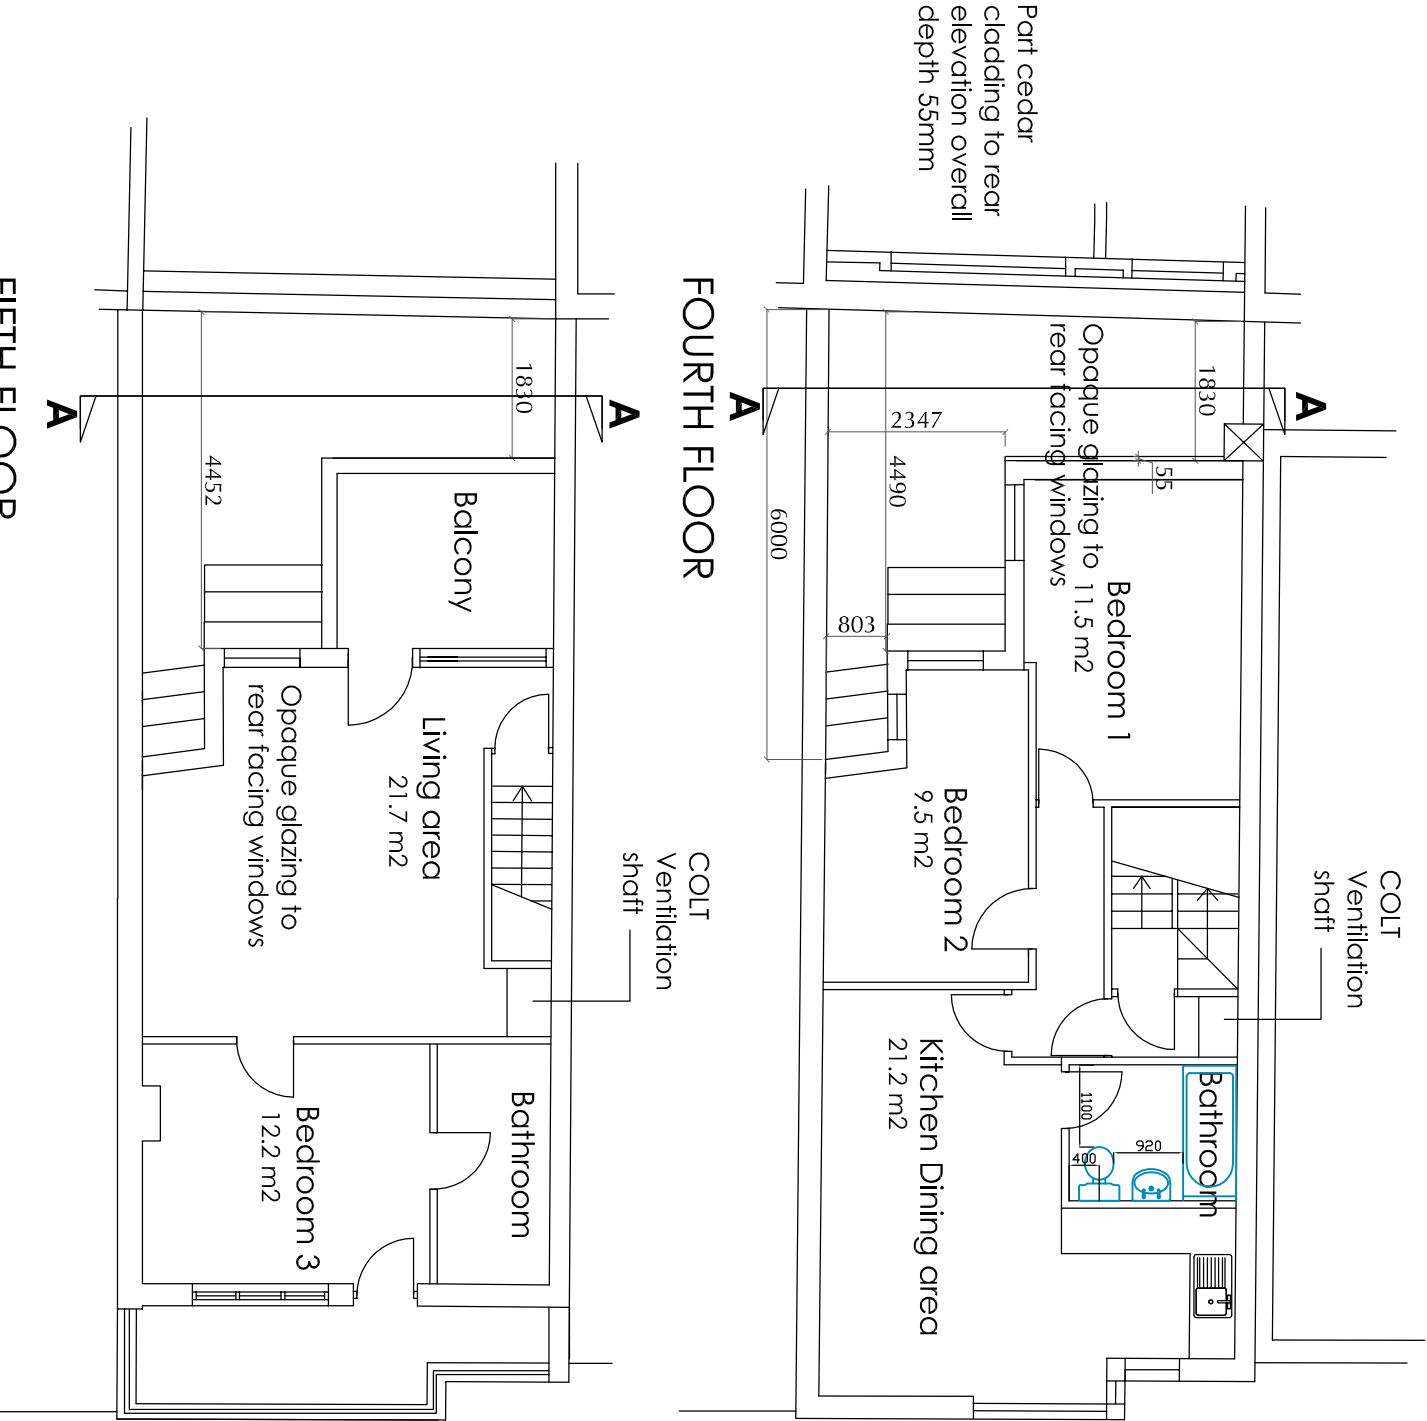 Part cedar
cladding to rear
elevation overall
depth 55mm
COLT
Ventilation
shaft
A
A
1830
55
Opaque glazing to
rear facing windows
2347
4490
6000
803
Bedroom 1
11.5 m2
Bedroom 2
9.5 m2
Bathroom
1100
920
400
Kitchen Dining area
21.2 m2
FOURTH FLOOR
COLT
Ventilation
shaft
A
A
1830
4452
Balcony
Living area
21.7 m2
Opaque glazing to
rear facing windows
Bathroom
Bedroom 3
12.2 m2
FIFTH FLOOR